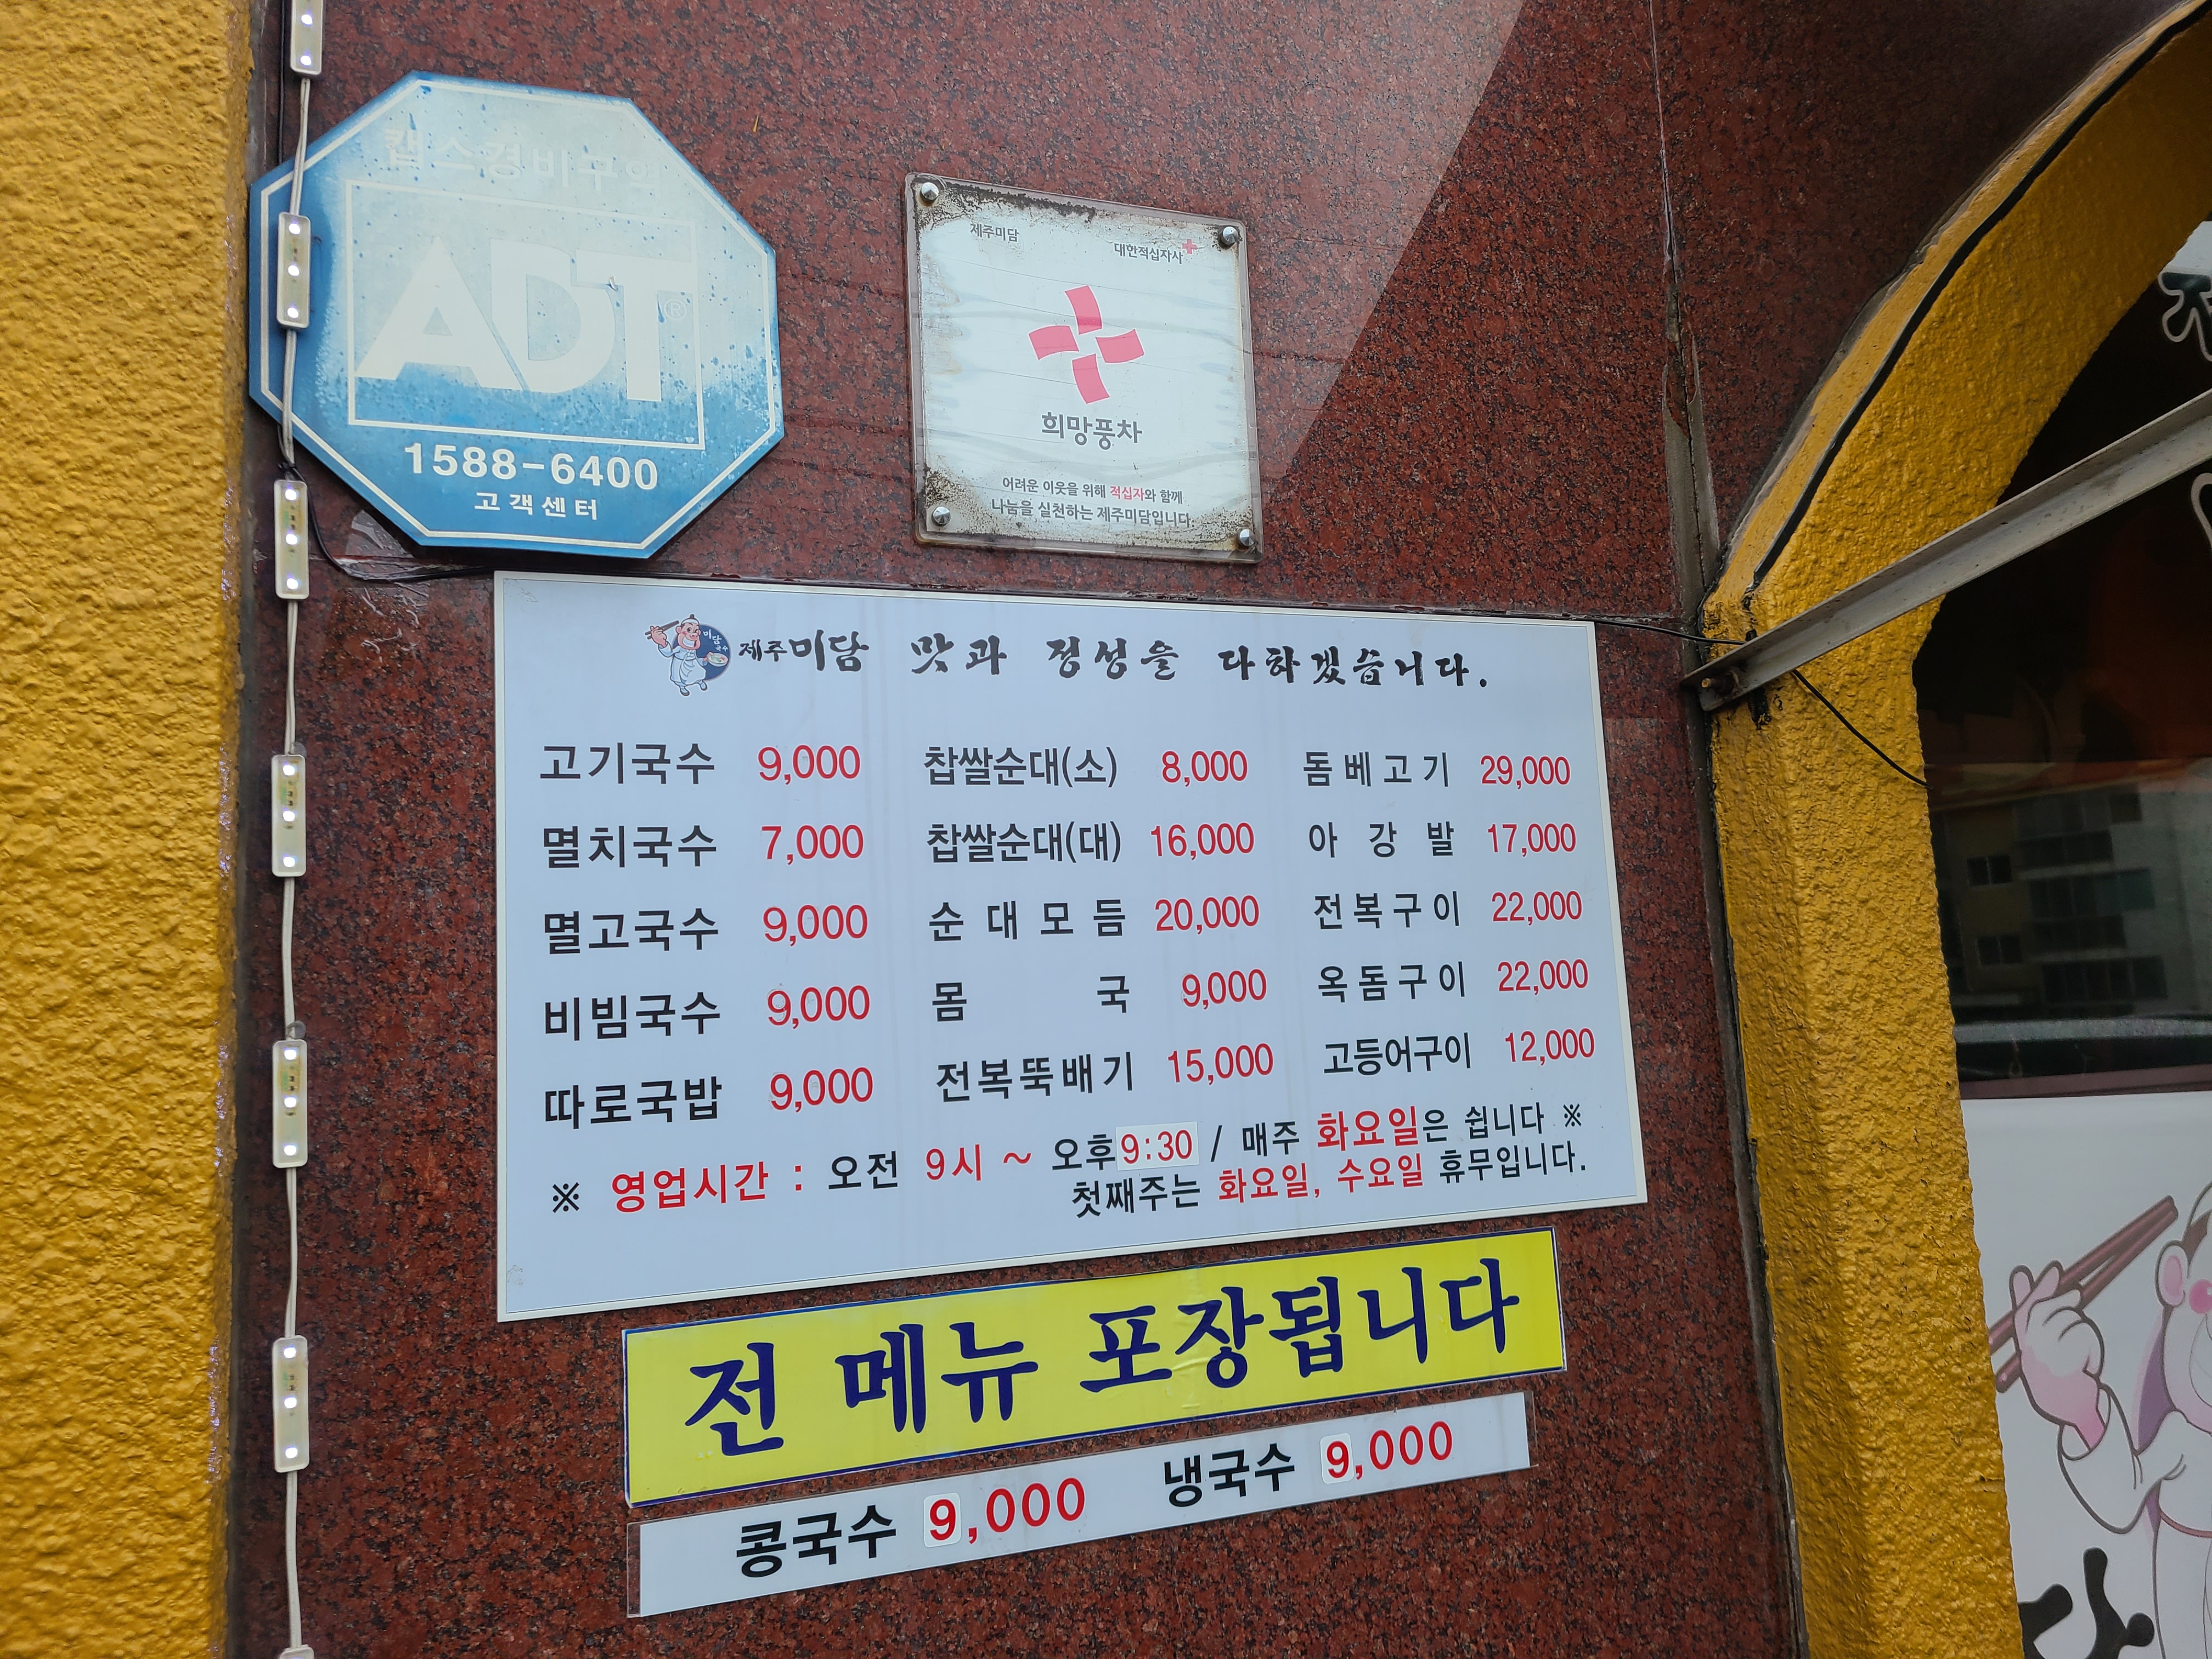 캡스경비구역
ADT®
1588-6400
고객센터
제주미담
대한적십자사
희망풍차
어려운 이웃을 위해 적십자와 함께
나눔을 실천하는 제주미담입니다.
미담
국수
제주미담 맛과 정성을 다하겠습니다.
고기국수 9,000 찹쌀순대(소) 8,000 돔베고기 29,000
멸치국수 7,000 찹쌀순대(대) 16,000 아강발 17,000
멸고국수 9,000 순대모듬 20,000 전복구이 22,000
비빔국수 9,000 몸국 9,000 옥돔구이 22,000
따로국밥 9,000 전복뚝배기 15,000 고등어구이 12,000
※ 영업시간 : 오전 9시 ~ 오후 9:30 / 매주 화요일은 쉽니다 ※
첫째주는 화요일, 수요일 휴무입니다.
전 메뉴 포장됩니다
콩국수 9,000 냉국수 9,000